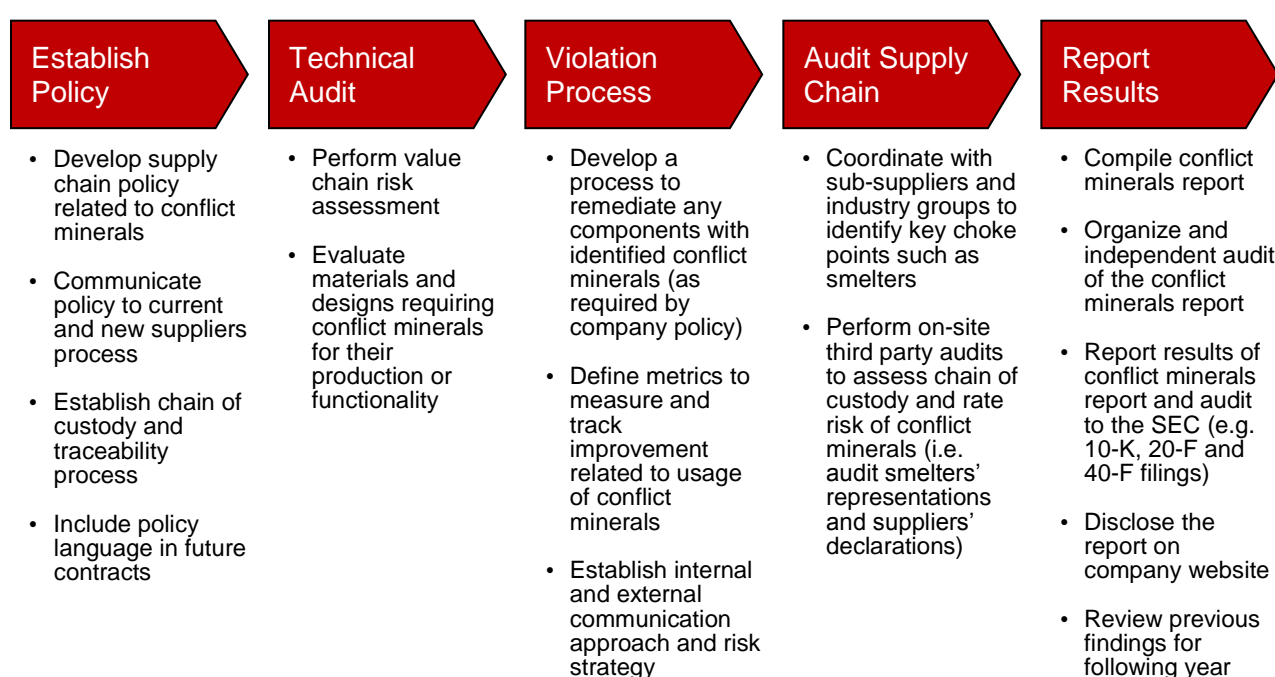 Establish
Policy
• Develop supply
chain policy
related to conflict
minerals
• Communicate
policy to current
and new suppliers
process
• Establish chain of
custody and
traceability
process
• Include policy
language in future
contracts
Technical
Audit
• Perform value
chain risk
assessment
• Evaluate
materials and
designs requiring
conflict minerals
for their
production or
functionality
Violation
Process
• Develop a
process to
remediate any
components with
identified conflict
minerals (as
required by
company policy)
• Define metrics to
measure and
track
improvement
related to usage
of conflict
minerals
• Establish internal
and external
communication
approach and risk
strategy
Audit Supply
Chain
• Coordinate with
sub-suppliers and
industry groups to
identify key choke
points such as
smelters
• Perform on-site
third party audits
to assess chain of
custody and rate
risk of conflict
minerals (i.e.
audit smelters’
representations
and suppliers’
declarations)
Report
Results
• Compile conflict
minerals report
• Organize and
independent audit
of the conflict
minerals report
• Report results of
conflict minerals
report and audit
to the SEC (e.g.
10-K, 20-F and
40-F filings)
• Disclose the
report on
company website
• Review previous
findings for
following year